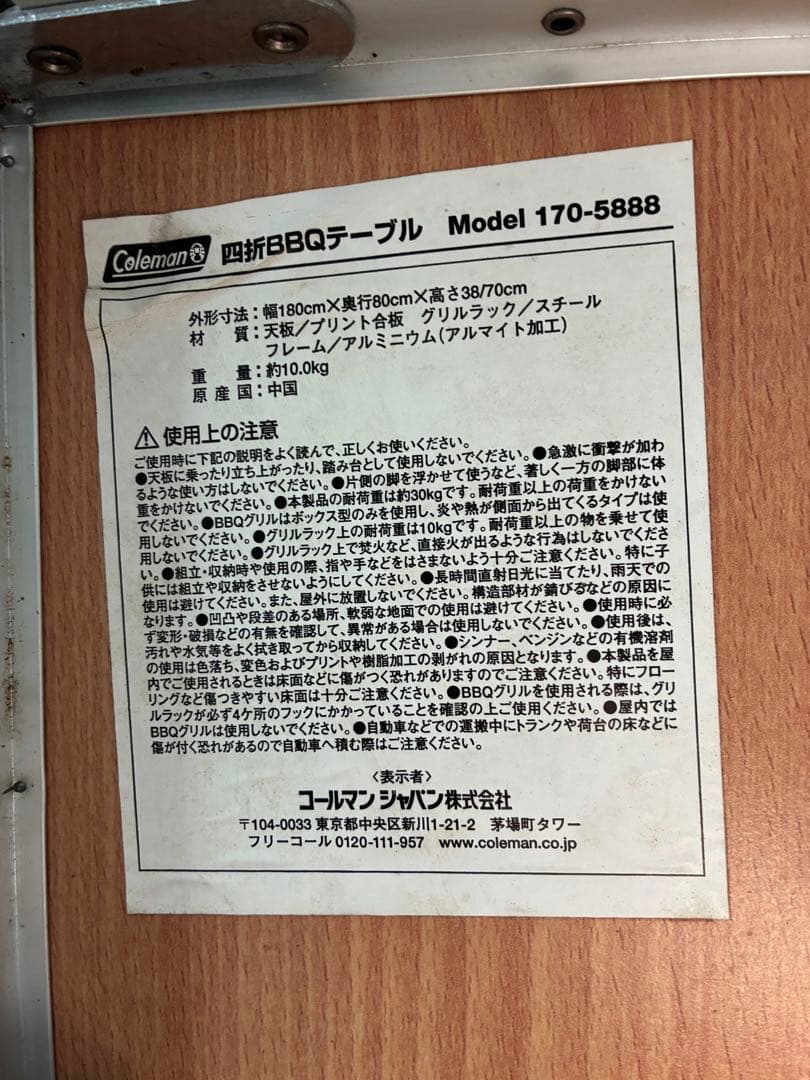 Coleman 四折BBQテーブル Model 170-5888
外形寸法：幅180cm×奥行80cm×高さ38/70cm
材　質：天板／プリント合板　グリルラック／スチール
フレーム／アルミニウム（アルマイト加工）
重　量：約10.0kg
原産国：中国
⚠使用上の注意
ご使用時に下記の説明をよく読んで、正しくお使いください。
●天板に乗ったり立ち上がったり、踏み台として使用しないでください。●急激に衝撃が加わ
るような使い方はしないでください。●片側の脚を浮かせて使うなど、著しく一方の脚部に体
重をかけないでください。●本製品の耐荷重は約30kgです。耐荷重以上の荷重をかけない
でください。●BBQグリルはボックス型のみを使用し、炎や熱が側面から出てくるタイプは使
用しないでください。●グリルラック上の耐荷重は10kgです。耐荷重以上の物を乗せて使
用しないでください。●グリルラック上で焚火など、直接火が出るような行為はしないでくださ
い。●組立・収納時や使用の際、指や手などをはさまないよう十分ご注意ください。特に子
供には組立や収納をさせないようにしてください。●長時間直射日光に当てたり、雨天での
使用は避けてください。また、屋外に放置しないでください。構造部材が錆びるなどの原因に
なります。●凹凸や段差のある場所、軟弱な地面での使用は避けてください。●使用時に必
ず変形・破損などの有無を確認して、異常がある場合は使用しないでください。●使用後は、
汚れや水気等をよく拭き取ってから収納してください。●シンナー、ベンジンなどの有機溶剤
の使用は色落ち、変色およびプリントや樹脂加工の剥がれの原因となります。●本製品を屋
内でご使用されるときは床面などに傷がつく恐れがありますのでご注意ください。特にフロー
リングなど傷つきやすい床面は十分ご注意ください。●BBQグリルを使用される際は、グリ
ルラックが必ず4ケ所のフックにかかっていることを確認の上ご使用ください。●屋内では
BBQグリルは使用しないでください。●自動車などでの運搬中にトランクや荷台の床などに
傷が付く恐れがあるので自動車へ積む際はご注意ください。
〈表示者〉
コールマン ジャパン株式会社
〒104-0033 東京都中央区新川1-21-2　茅場町タワー
フリーコール 0120-111-957　www.coleman.co.jp